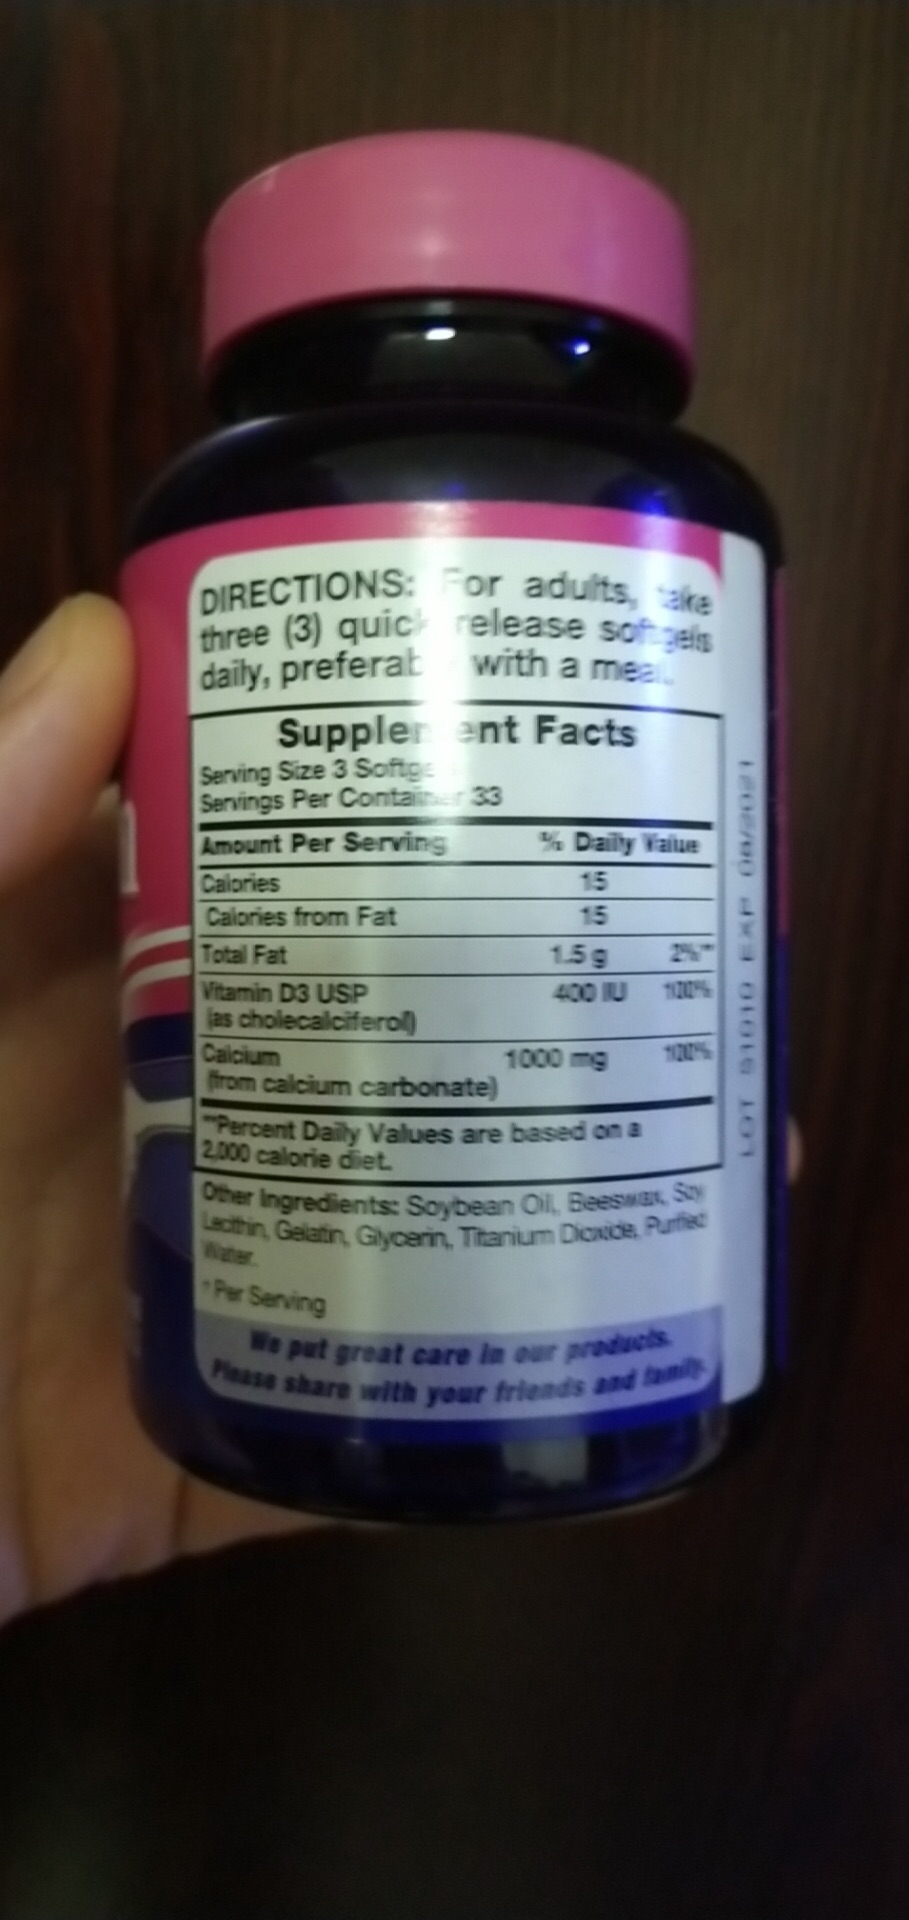 DIRECTIONS: For adults, take
three (3) quick release softgels
daily, preferably with a meal.
Supplement Facts
Serving Size 3 Softgels
Servings Per Container 33
Amount Per Serving % Daily Value
Calories 15
Calories from Fat 15
Total Fat 1.5 g 2%**
Vitamin D3 USP 400 IU 100%
(as cholecalciferol)
Calcium 1000 mg 100%
(from calcium carbonate)
**Percent Daily Values are based on a
2,000 calorie diet.
Other Ingredients: Soybean Oil, Beeswax, Soy
Lecithin, Gelatin, Glycerin, Titanium Dioxide, Purified
Water.
Per Serving
We put great care in our products.
Please share with your friends and family.
LOT 51010 EXP 08/2021